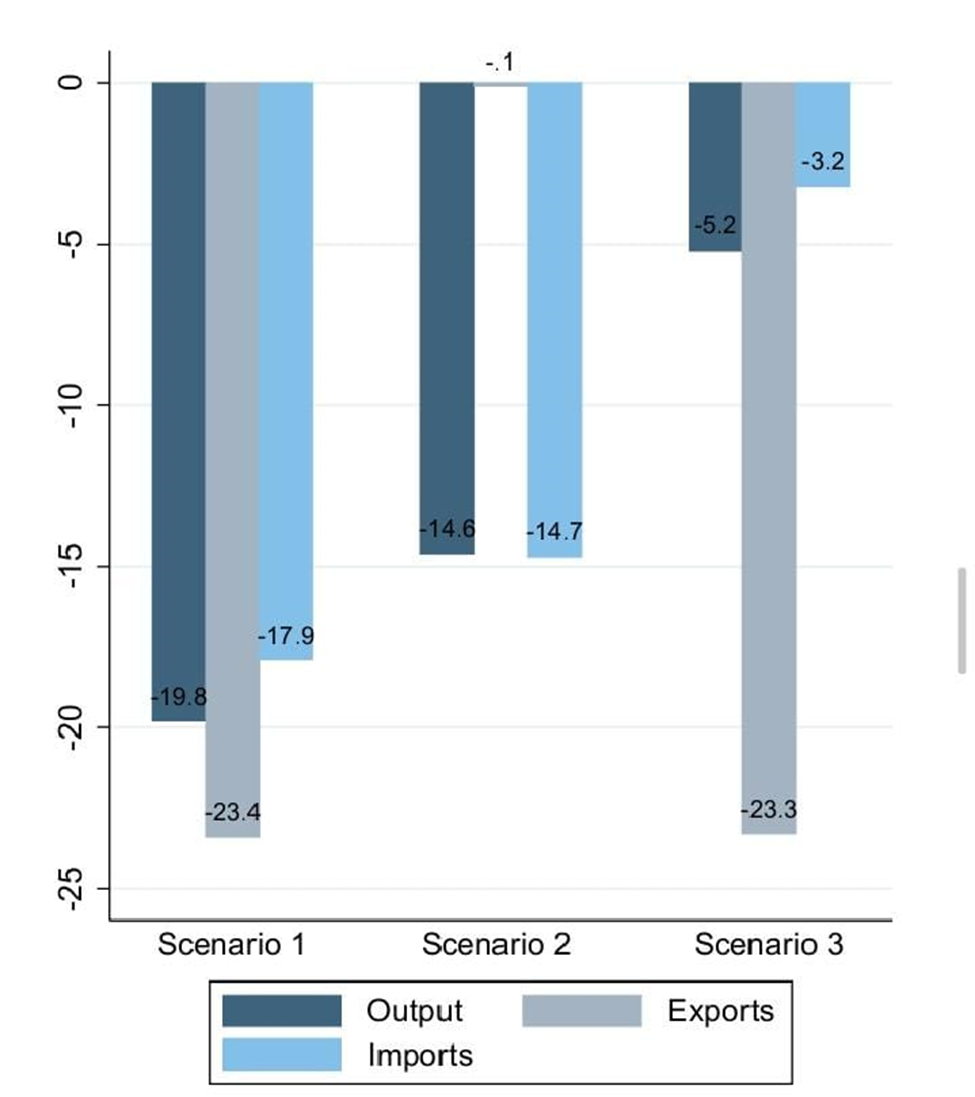 -.1
0
-3.2
-5.2
-5
-10
-14.6
-14.7
-15
-17.9
-19.8
-20
-23.4
-23.3
-25
Scenario 1
Scenario 2
Scenario 3
Output
Exports
Imports